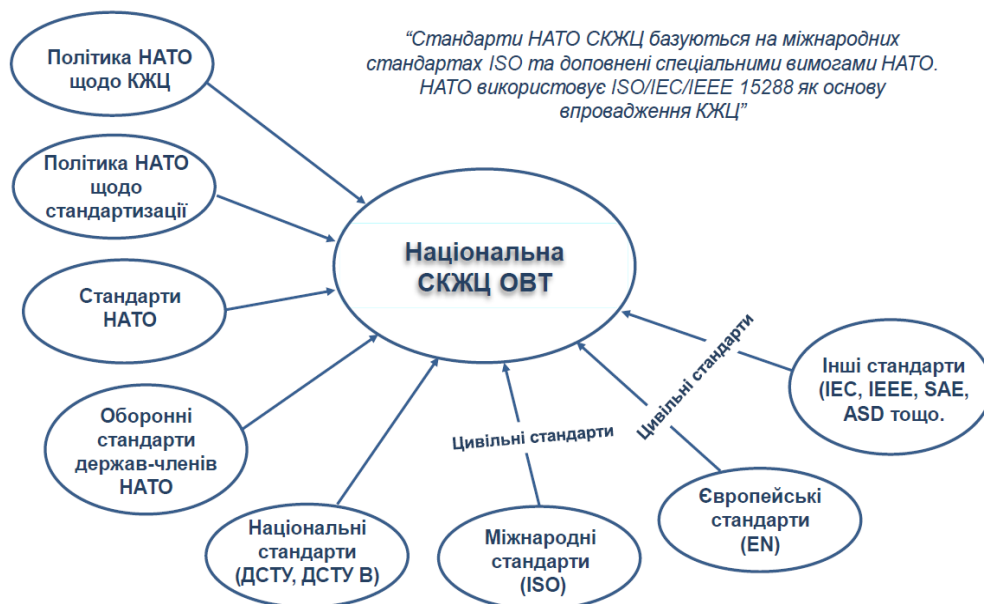 Політика НАТО
щодо КЖЦ
“Стандарти НАТО СКЖЦ базуються на міжнародних
стандартах ISO та доповнені спеціальними вимогами НАТО.
НАТО використовує ISO/IEC/IEEE 15288 як основу
впровадження КЖЦ”
Політика НАТО
щодо
стандартизації
Національна
СКЖЦ ОВТ
Стандарти
НАТО
Оборонні
стандарти
держав-членів
НАТО
Національні
стандарти
(ДСТУ, ДСТУ В)
Цивільні стандарти
Міжнародні
стандарти
(ISO)
Цивільні стандарти
Європейські
стандарти
(EN)
Інші стандарти
(IEC, IEEE, SAE,
ASD тощо.